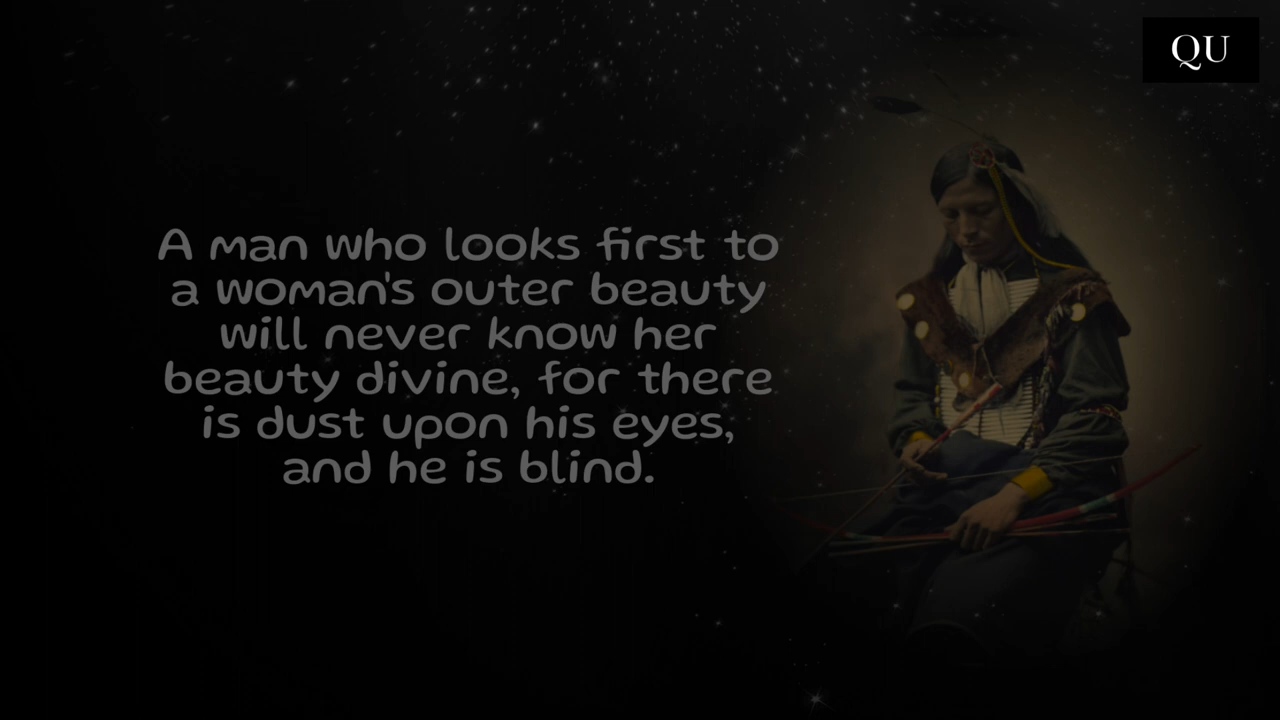 QU
A man who looks first to
a woman's outer beauty
will never know her
beauty divine, for there
is dust upon his eyes,
and he is blind.